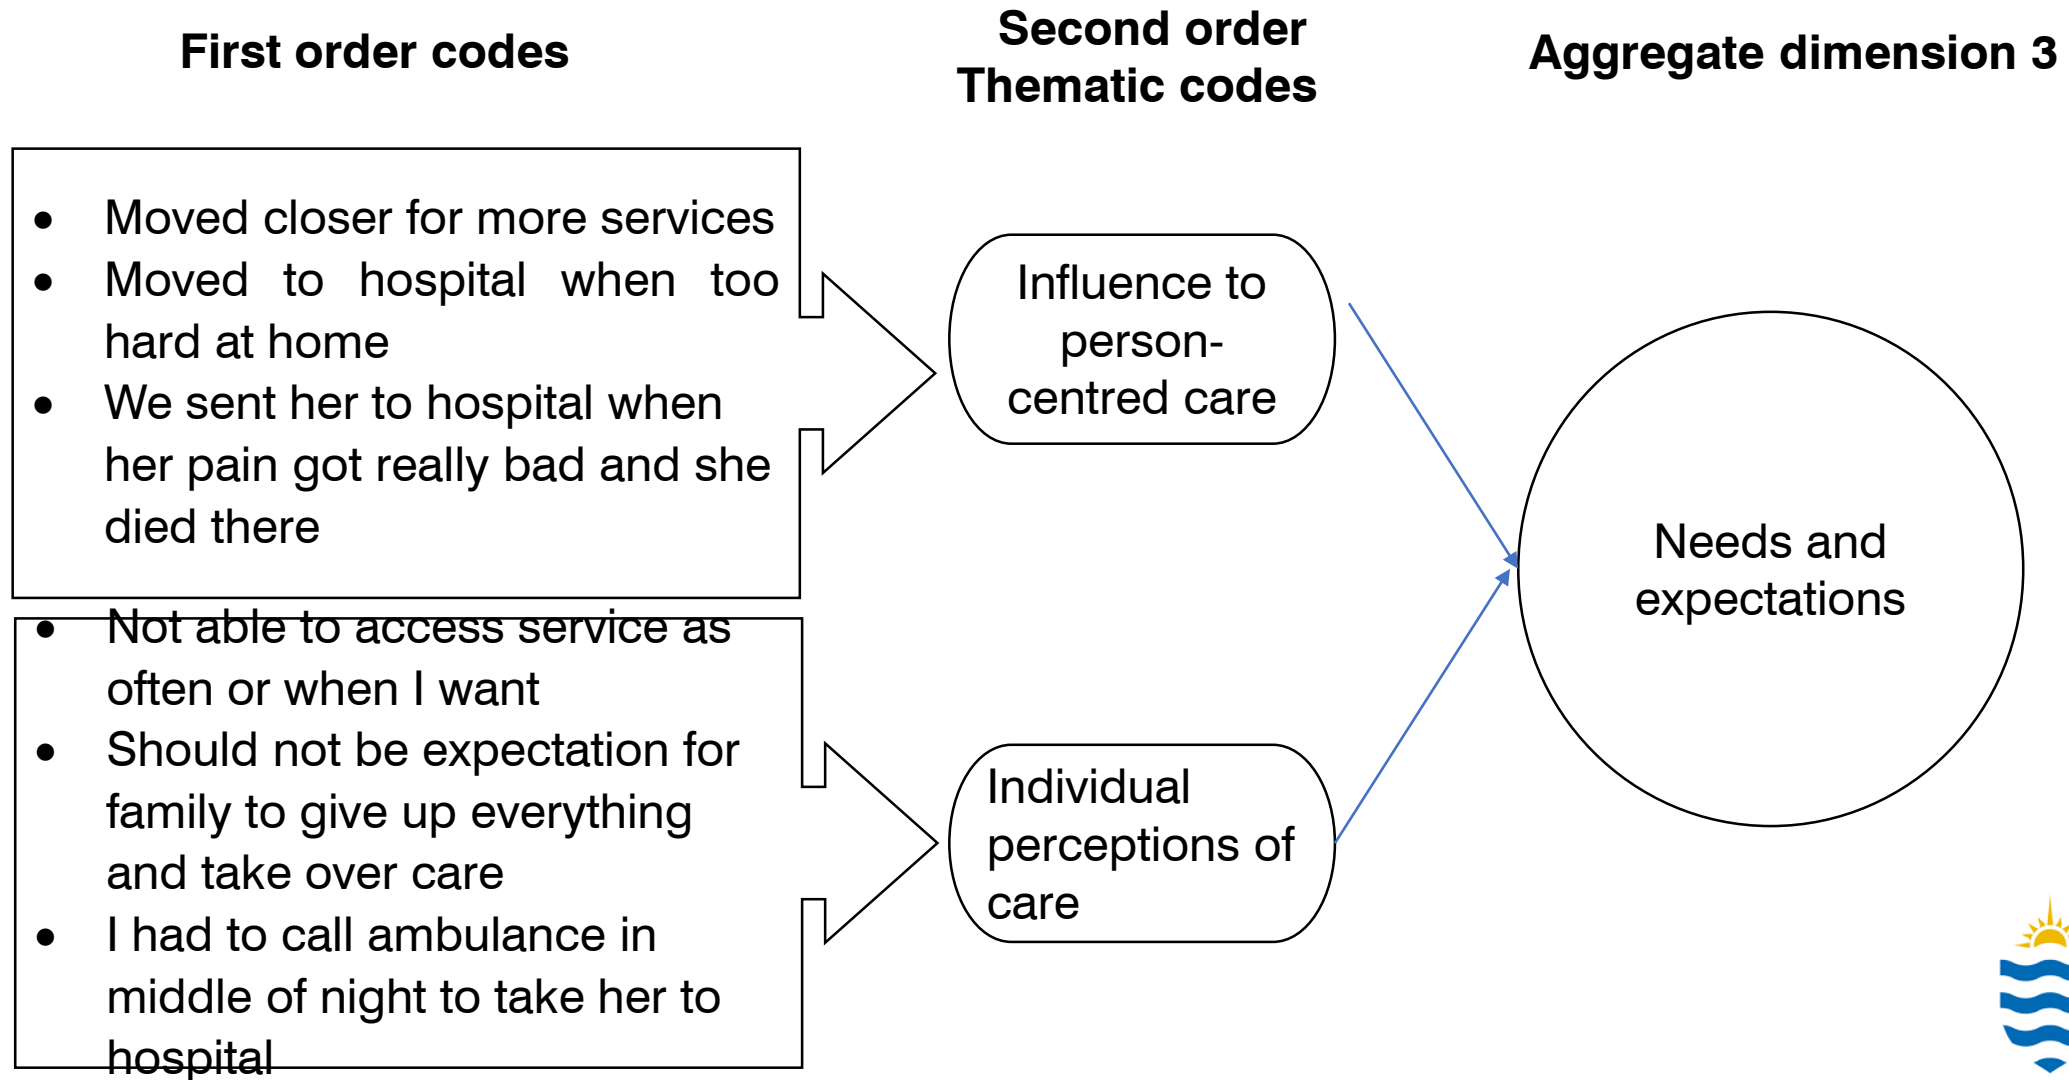 First order codes
Second order
Thematic codes
Aggregate dimension 3
• Moved closer for more services
• Moved to hospital when too
hard at home
• We sent her to hospital when
her pain got really bad and she
died there
Influence to
person-
centred care
• Not able to access service as
often or when I want
• Should not be expectation for
family to give up everything
and take over care
• I had to call ambulance in
middle of night to take her to
hospital
Individual
perceptions of
care
Needs and
expectations